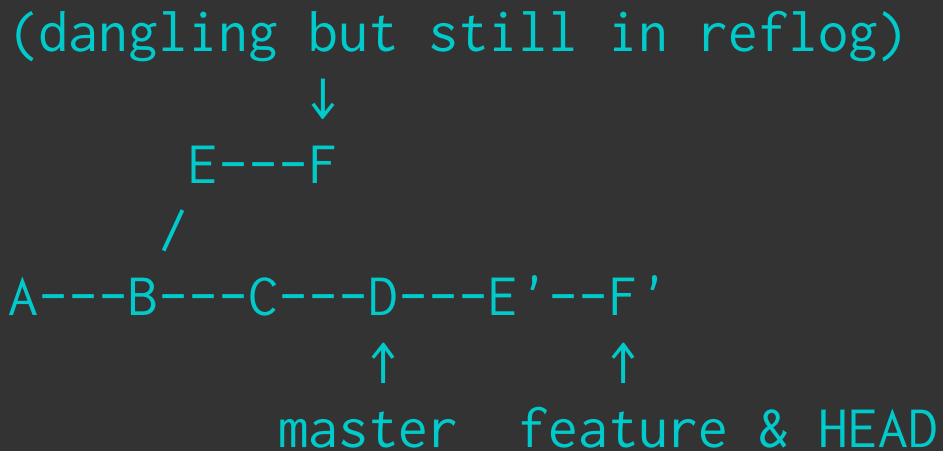 (dangling but still in reflog)
↓
E---F
/
A---B---C---D---E'--F'
↑ ↑
master feature & HEAD